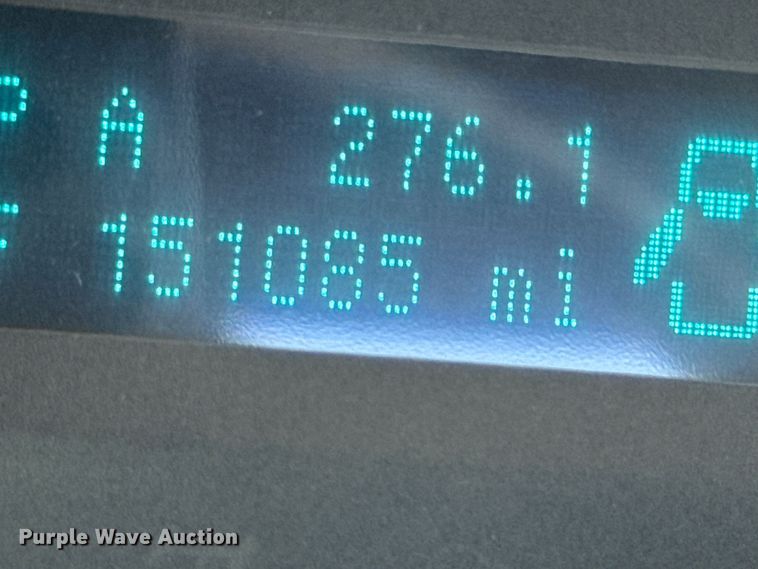 P A 276.1
151085 mi
Purple Wave Auction